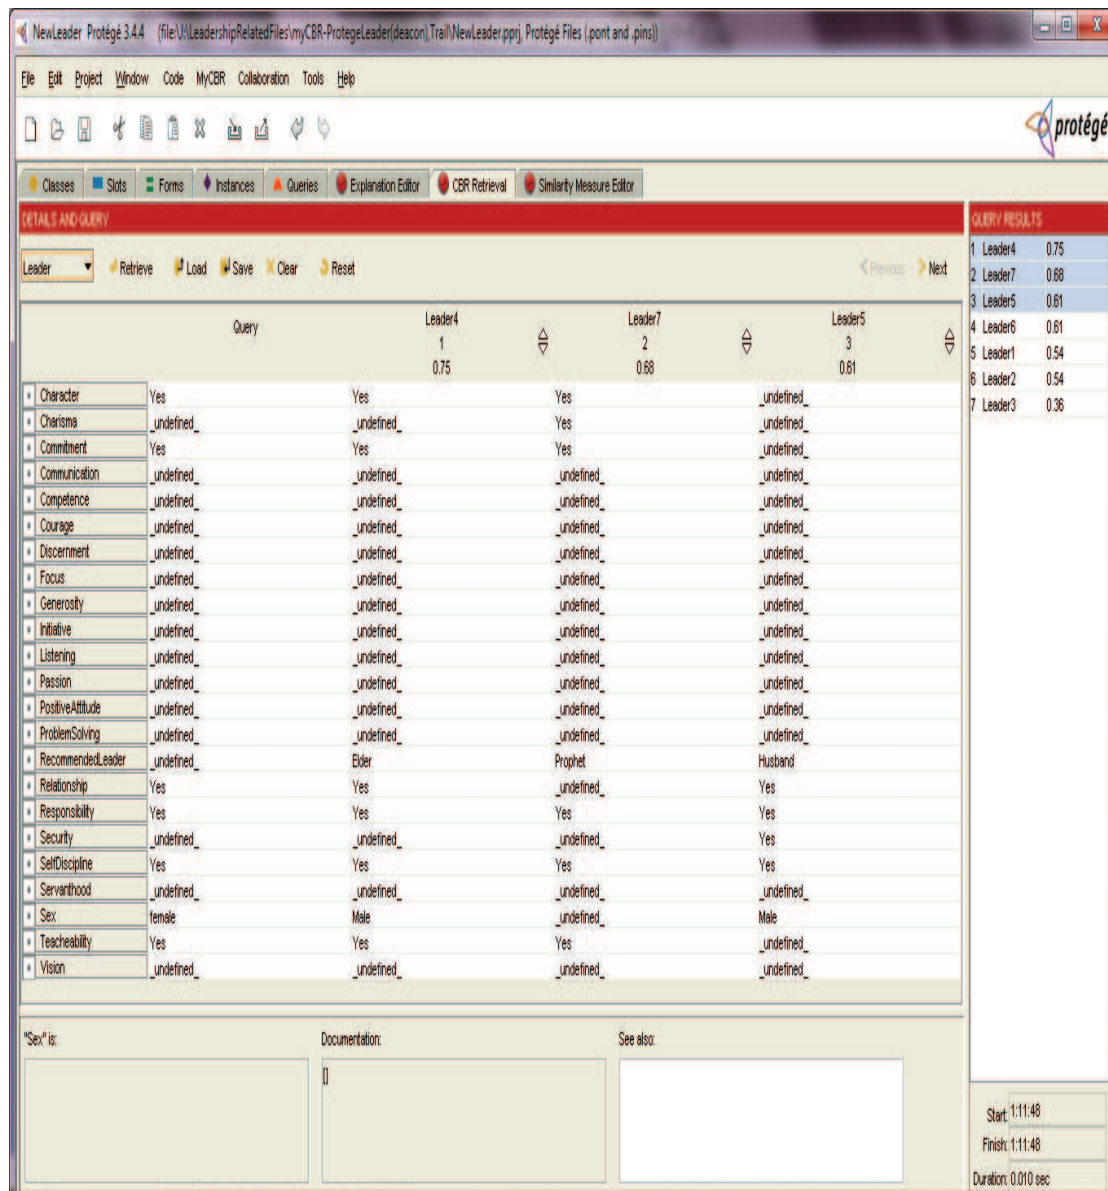 NewLeader Protégé 3.4.4 (file:\J:\LeadershipRelatedFiles\myCBR-ProtegeLeader(deacon),Trail\NewLeader.pprj, Protégé Files (.pont and .pins))
File Edit Project Window Code MyCBR Collaboration Tools Help
protégé
Classes Slots Forms Instances Queries Explanation Editor CBR Retrieval Similarity Measure Editor
DETAILS AND QUERY
QUERY RESULTS
Leader Retrieve Load Save Clear Reset Previous Next
1 Leader4 0.75
2 Leader7 0.68
3 Leader5 0.61
4 Leader6 0.61
5 Leader1 0.54
6 Leader2 0.54
7 Leader3 0.36
Query Leader4 Leader7 Leader5
1 2 3
0.75 0.68 0.61
Character Yes Yes Yes _undefined_
Charisma _undefined_ _undefined_ Yes _undefined_
Commitment Yes Yes Yes _undefined_
Communication _undefined_ _undefined_ _undefined_ _undefined_
Competence _undefined_ _undefined_ _undefined_ _undefined_
Courage _undefined_ _undefined_ _undefined_ _undefined_
Discernment _undefined_ _undefined_ _undefined_ _undefined_
Focus _undefined_ _undefined_ _undefined_ _undefined_
Generosity _undefined_ _undefined_ _undefined_ _undefined_
Initiative _undefined_ _undefined_ _undefined_ _undefined_
Listening _undefined_ _undefined_ _undefined_ _undefined_
Passion _undefined_ _undefined_ _undefined_ _undefined_
PositiveAttitude _undefined_ _undefined_ _undefined_ _undefined_
ProblemSolving _undefined_ _undefined_ _undefined_ _undefined_
RecommendedLeader _undefined_ Elder Prophet Husband
Relationship Yes Yes _undefined_ Yes
Responsibility Yes Yes Yes Yes
Security _undefined_ _undefined_ _undefined_ Yes
SelfDiscipline Yes Yes Yes Yes
Servanthood _undefined_ _undefined_ _undefined_ _undefined_
Sex female Male _undefined_ Male
Teacheability Yes Yes Yes _undefined_
Vision _undefined_ _undefined_ _undefined_ _undefined_
"Sex" is: Documentation: See also:
[]
Start: 1:11:48
Finish: 1:11:48
Duration: 0.010 sec